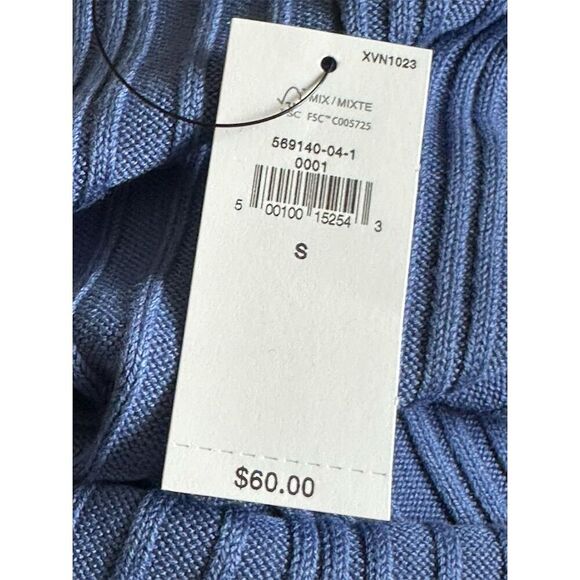 XVN1023
MIX/MIXTE
FSC™ C005725
569140-04-1
0001
5 00100 15254 3
S
$60.00